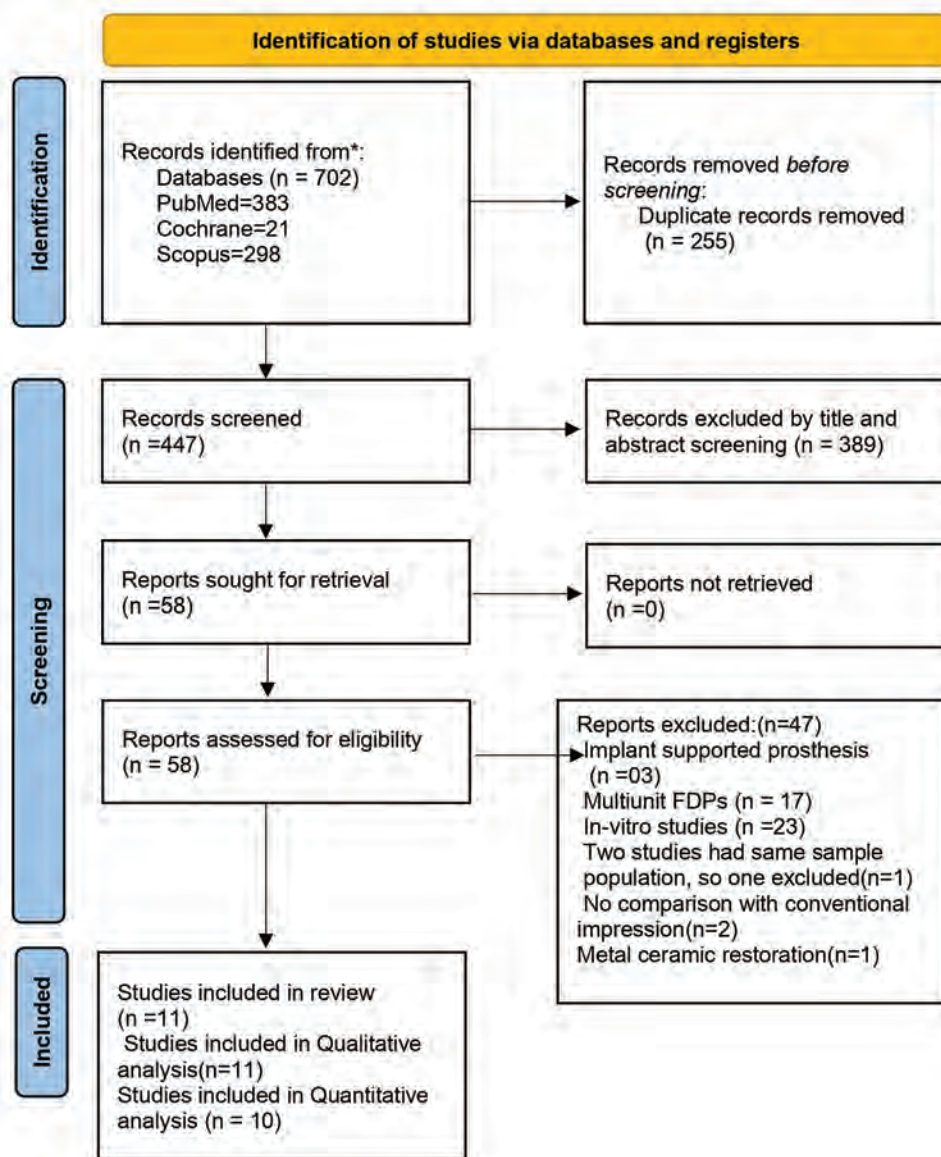 Identification of studies via databases and registers
Identification
Records identified from*:
Databases (n = 702)
PubMed=383
Cochrane=21
Scopus=298
Records removed before
screening:
Duplicate records removed
(n = 255)
Screening
Records screened
(n =447)
Records excluded by title and
abstract screening (n = 389)
Reports sought for retrieval
(n =58)
Reports not retrieved
(n =0)
Reports assessed for eligibility
(n = 58)
Reports excluded:(n=47)
Implant supported prosthesis
(n =03)
Multiunit FDPs (n = 17)
In-vitro studies (n =23)
Two studies had same sample
population, so one excluded(n=1)
No comparison with conventional
impression(n=2)
Metal ceramic restoration(n=1)
Included
Studies included in review
(n =11)
Studies included in Qualitative
analysis(n=11)
Studies included in Quantitative
analysis (n = 10)